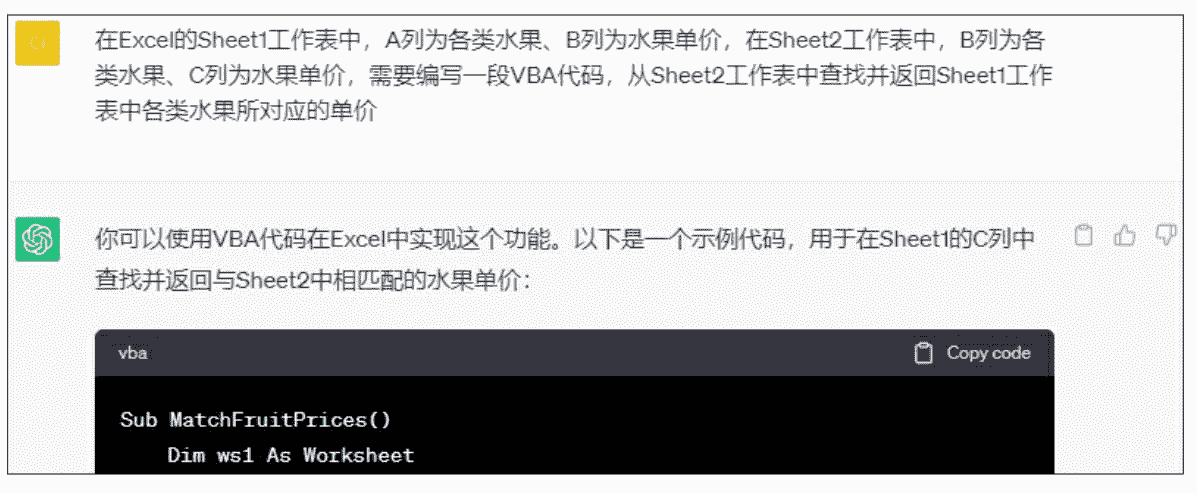 在Excel的Sheet1工作表中，A列为各类水果、B列为水果单价，在Sheet2工作表中，B列为各
类水果、C列为水果单价，需要编写一段VBA代码，从Sheet2工作表中查找并返回Sheet1工作
表中各类水果所对应的单价
你可以使用VBA代码在Excel中实现这个功能。以下是一个示例代码，用于在Sheet1的C列中
查找并返回与Sheet2中相匹配的水果单价：
vba Copy code
Sub MatchFruitPrices()
Dim ws1 As Worksheet